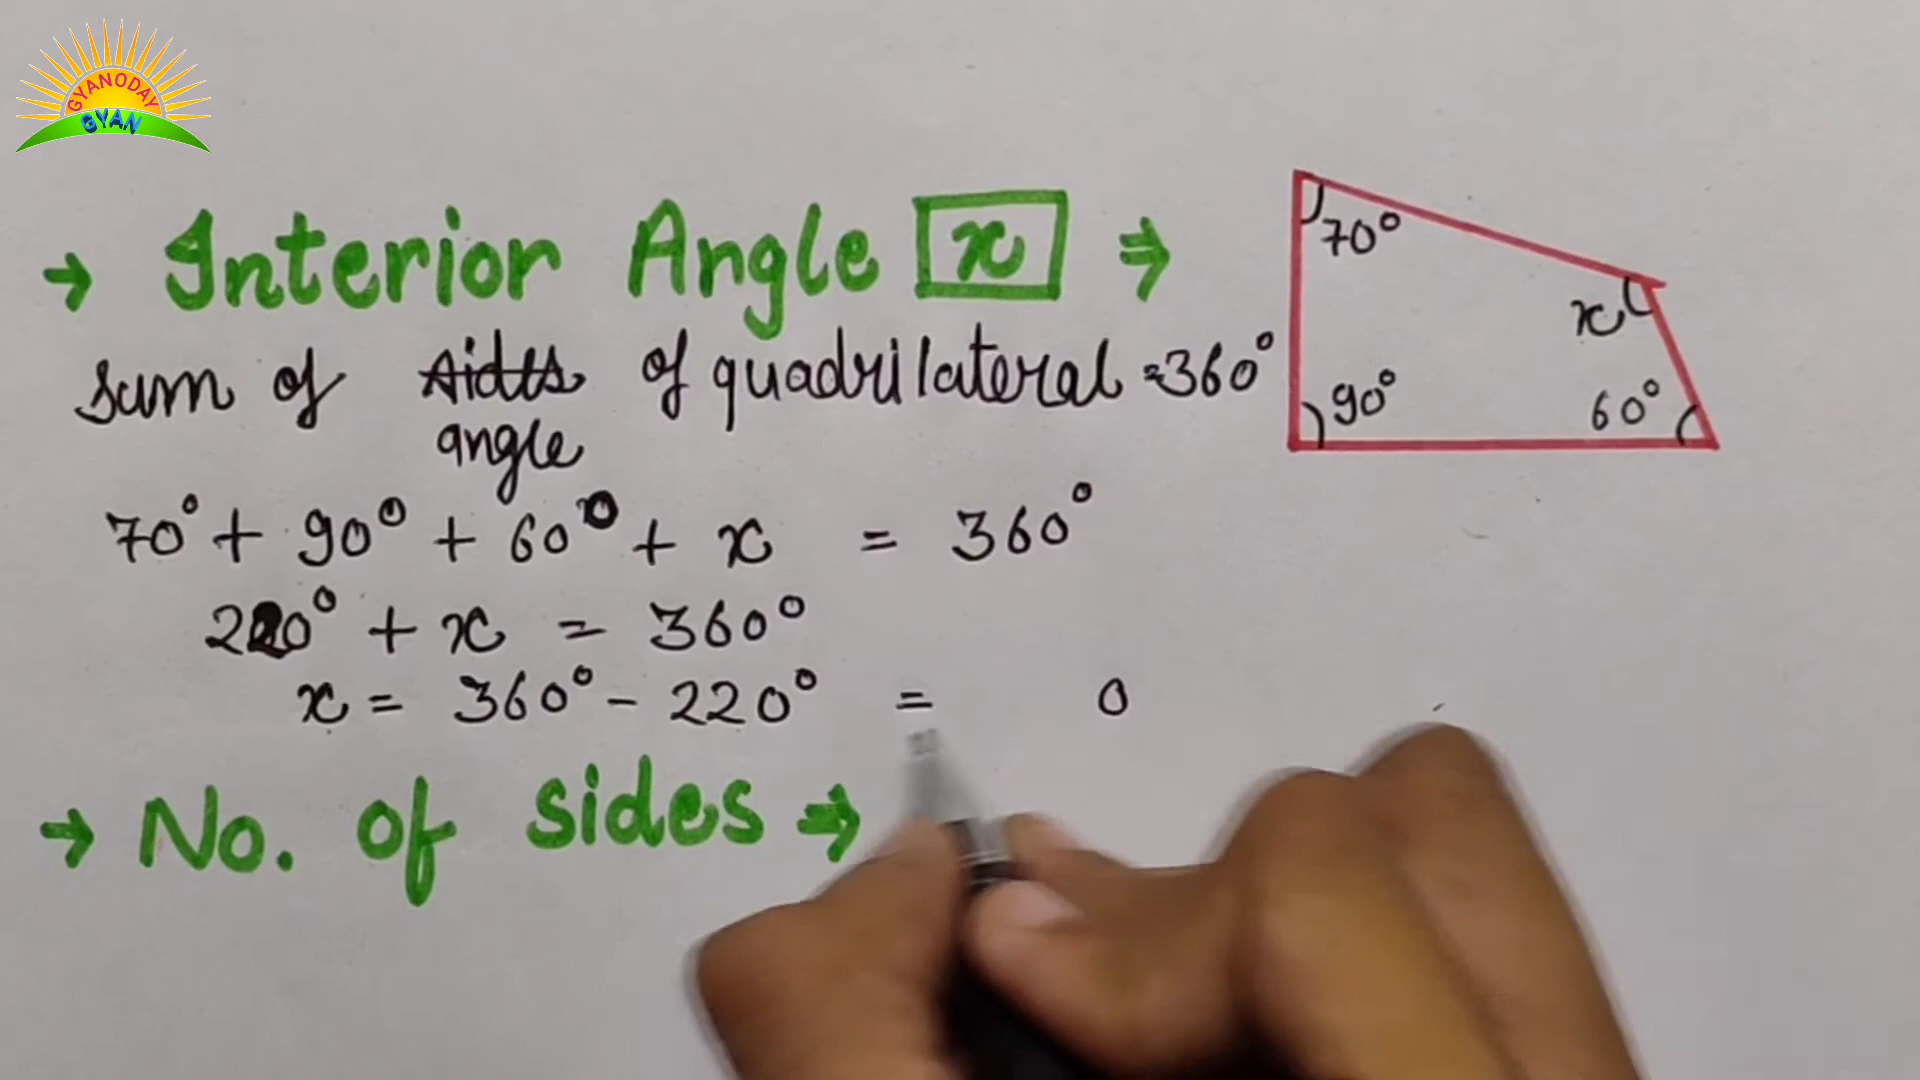 GYANODAY
GYAN
→ Interior Angle x ⇒
Sum of sides of quadrilateral = 360°
angle
70° + 90° + 60° + x = 360°
220° + x = 360°
x = 360° - 220° = 0
→ No. of sides ⇒
70°
x
90°
60°